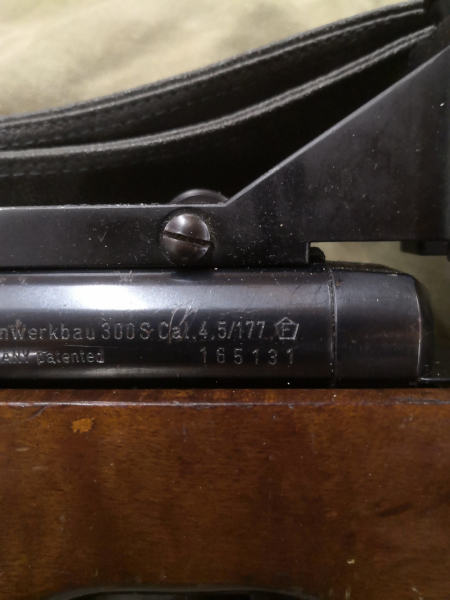 nwerkbau 300 S Cal. 4,5/177 F
patented 165131